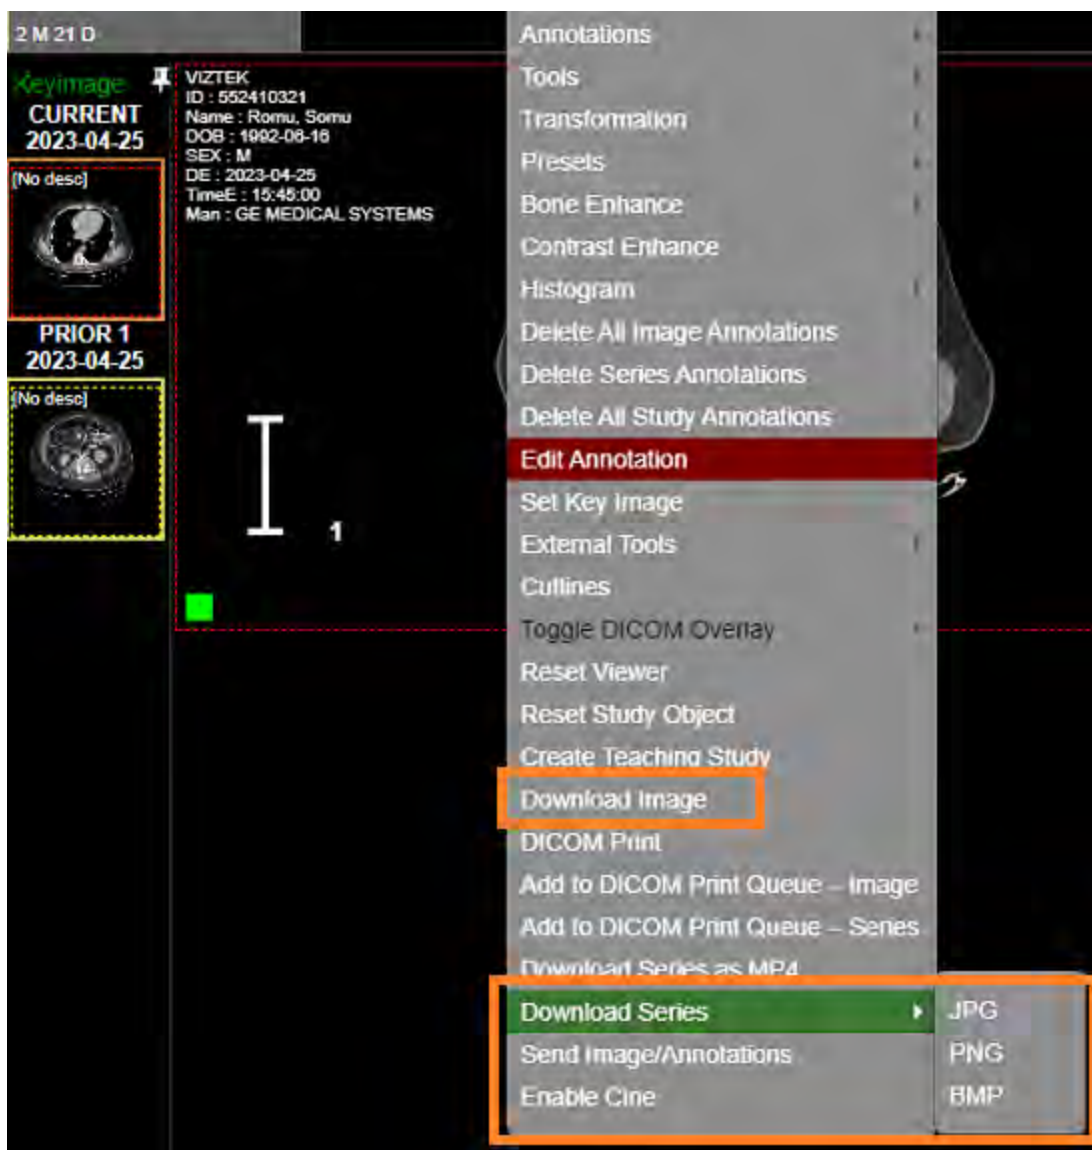 2 M 21 D
Keyimage
CURRENT
2023-04-25
[No desc]
PRIOR 1
2023-04-25
[No desc]
VIZTEK
ID : 552410321
Name : Romu, Somu
DOB : 1992-06-16
SEX : M
DE : 2023-04-25
TimeE : 15:45:00
Man : GE MEDICAL SYSTEMS
1
Annotations
Tools
Transformation
Presets
Bone Enhance
Contrast Enhance
Histogram
Delete All Image Annotations
Delete Series Annotations
Delete All Study Annotations
Edit Annotation
Set Key Image
External Tools
Cutlines
Toggle DICOM Overlay
Reset Viewer
Reset Study Object
Create Teaching Study
Download Image
DICOM Print
Add to DICOM Print Queue – Image
Add to DICOM Print Queue – Series
Download Series as MP4
Download Series
Send Image/Annotations
Enable Cine
JPG
PNG
BMP